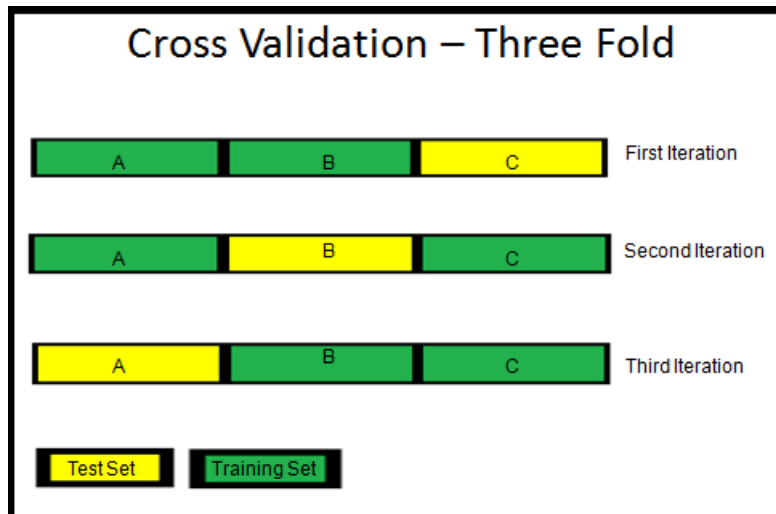 Cross Validation – Three Fold
A B C First Iteration
A B C Second Iteration
A B C Third Iteration
Test Set Training Set